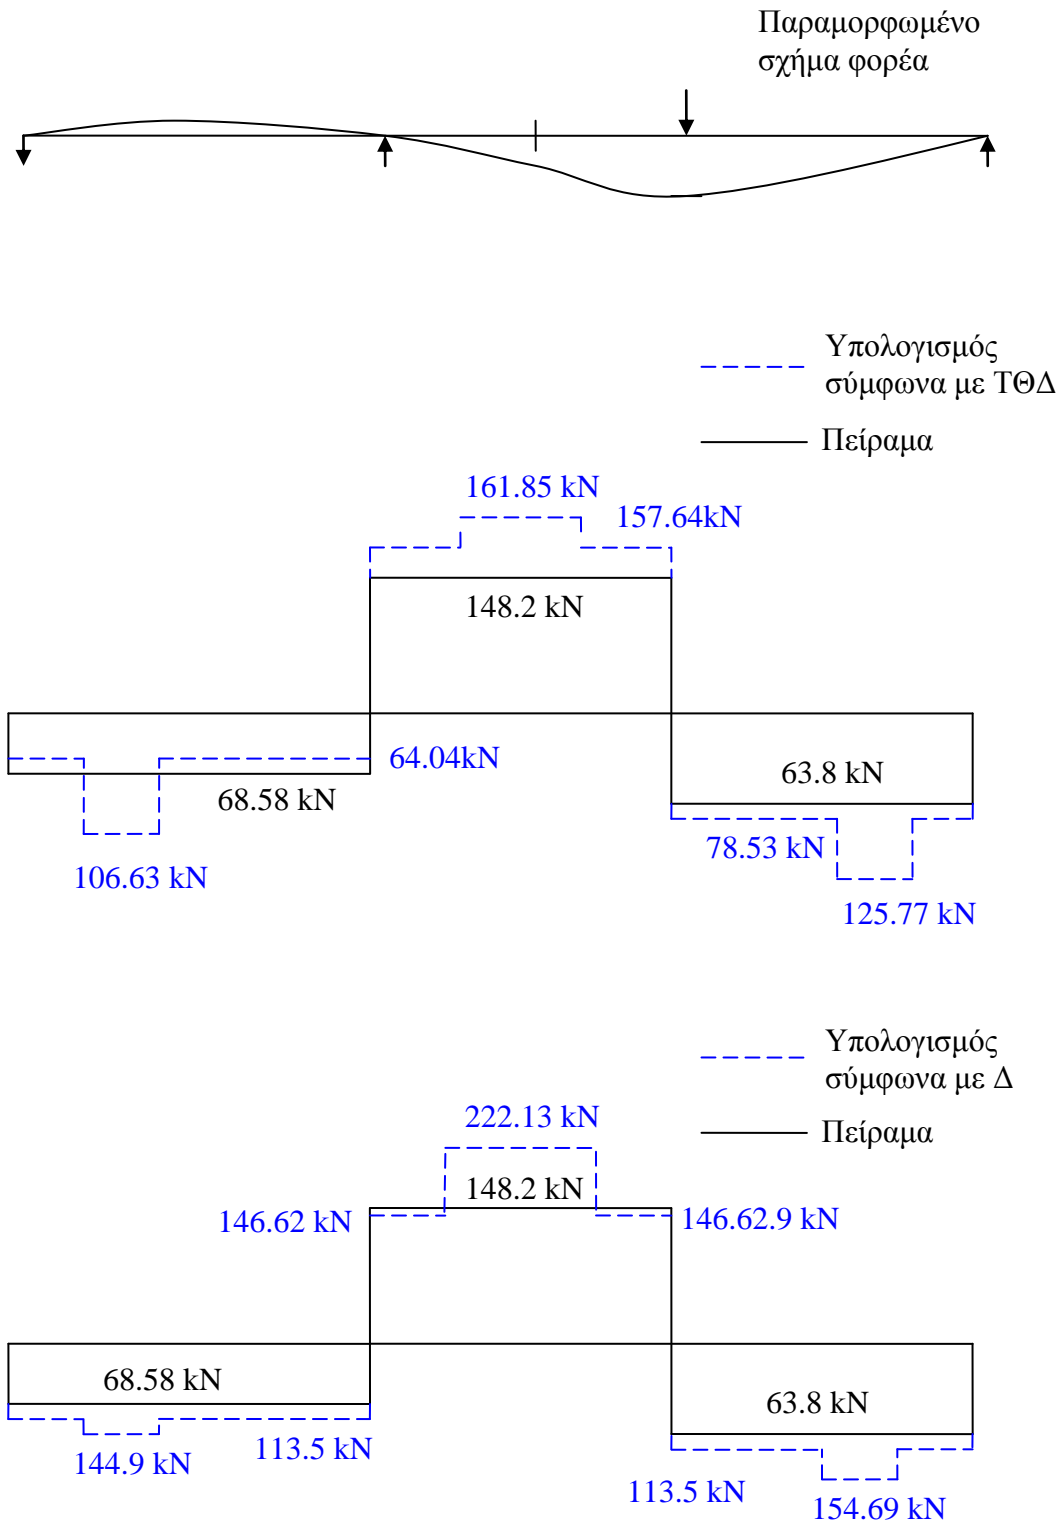 Παραμορφωμένο
σχήμα φορέα
Υπολογισμός
σύμφωνα με ΤΘΔ
Πείραμα
161.85 kN
157.64kN
148.2 kN
64.04kN
68.58 kN
63.8 kN
78.53 kN
106.63 kN
125.77 kN
Υπολογισμός
σύμφωνα με Δ
Πείραμα
222.13 kN
148.2 kN
146.62 kN
146.62.9 kN
68.58 kN
63.8 kN
113.5 kN
144.9 kN
113.5 kN
154.69 kN